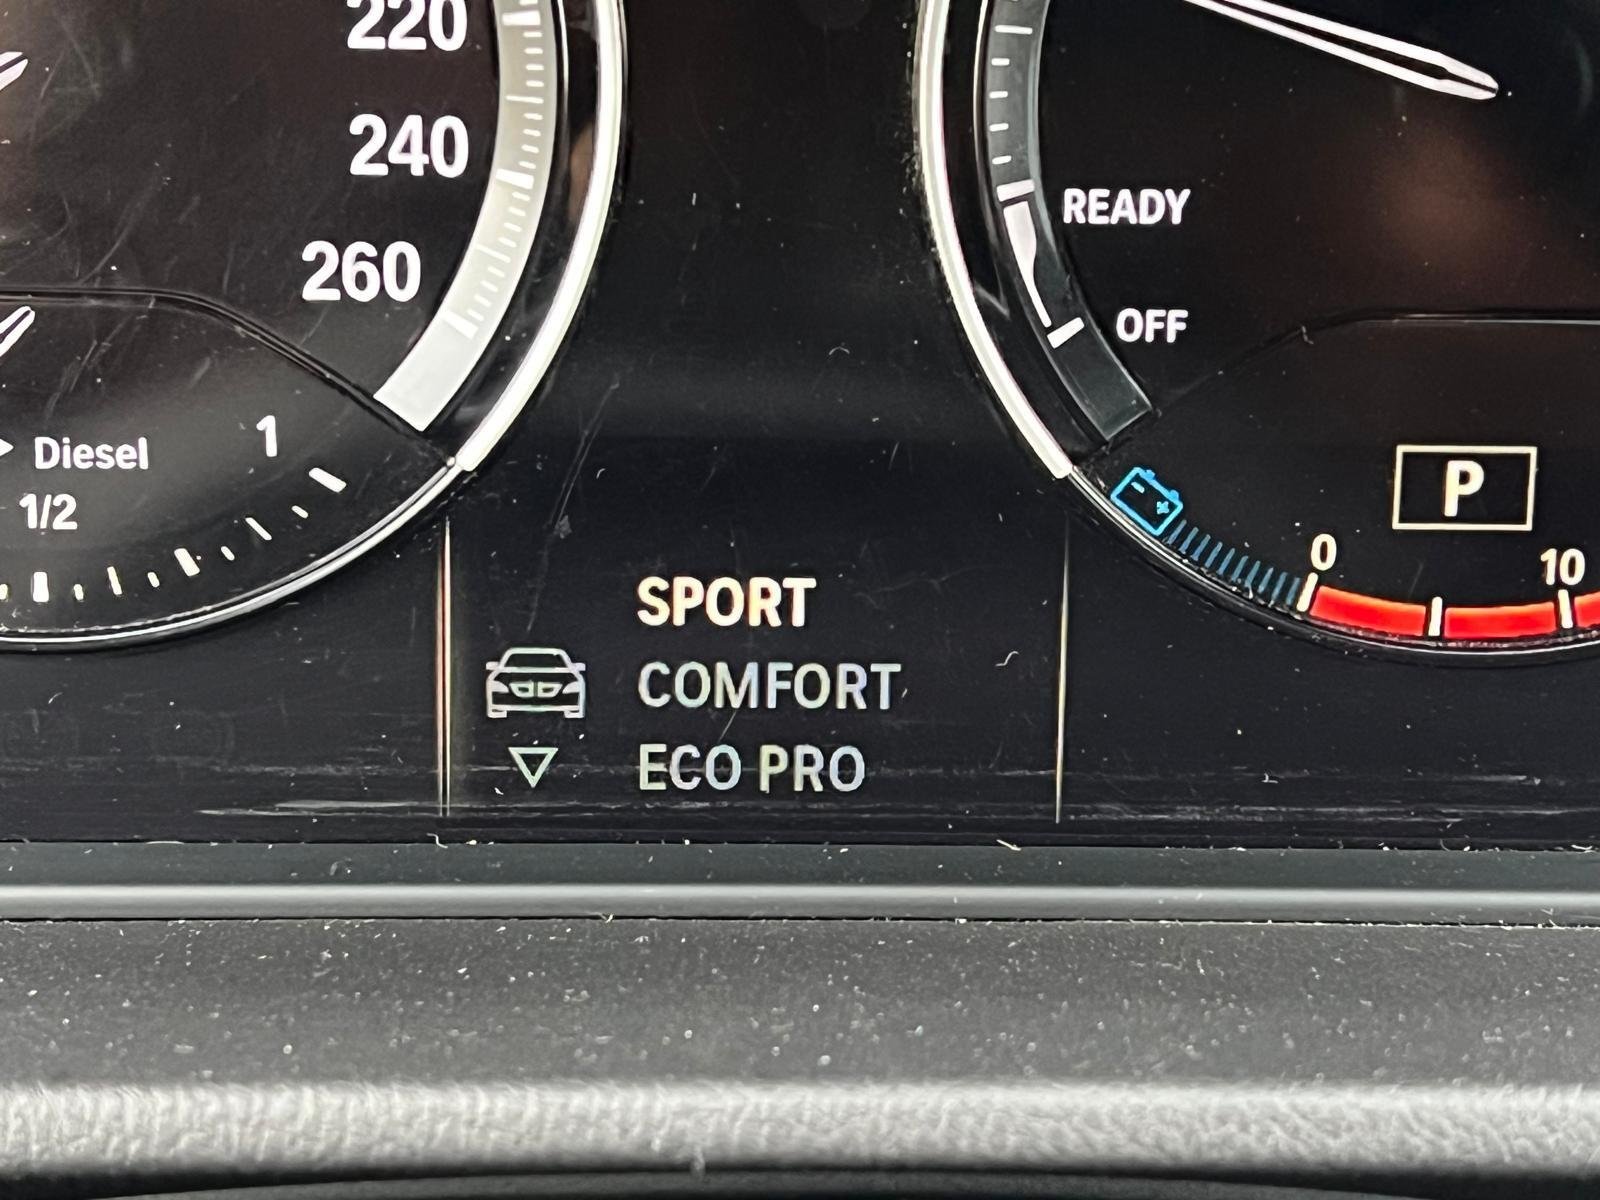 220
240
260
1
Diesel
1/2
READY
OFF
P
0
10
SPORT
COMFORT
ECO PRO